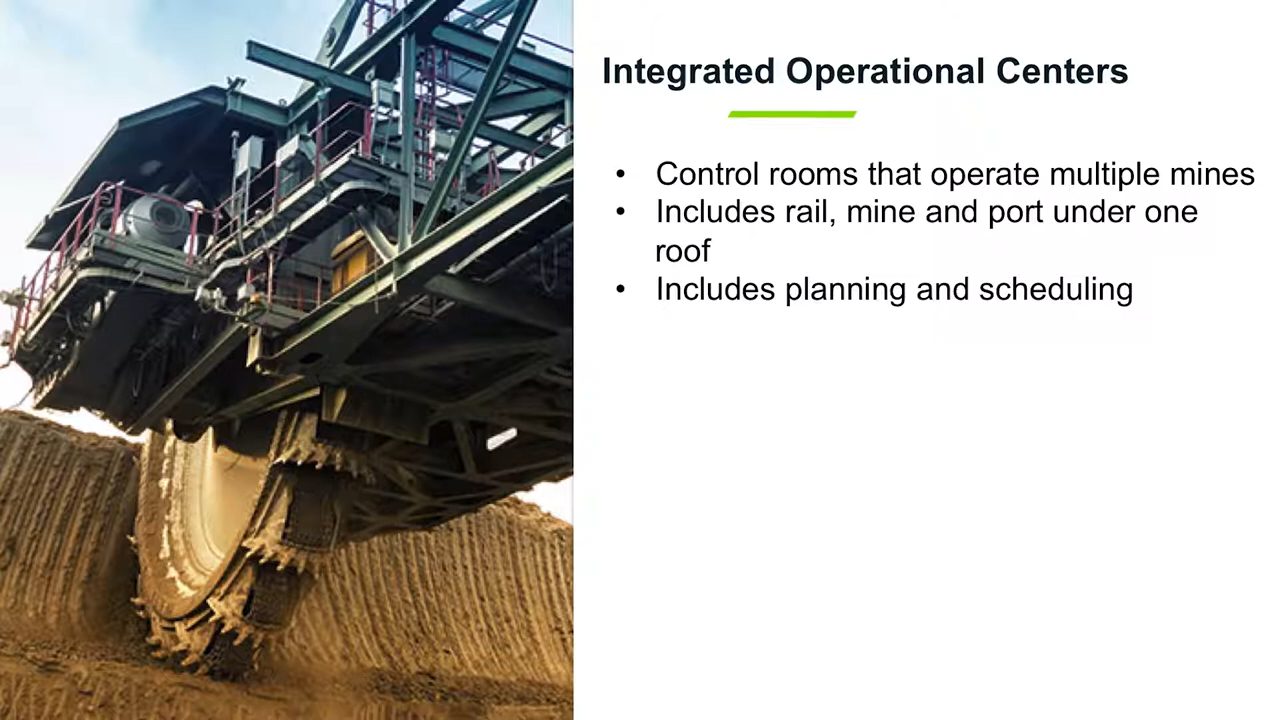 Integrated Operational Centers
• Control rooms that operate multiple mines
• Includes rail, mine and port under one
roof
• Includes planning and scheduling